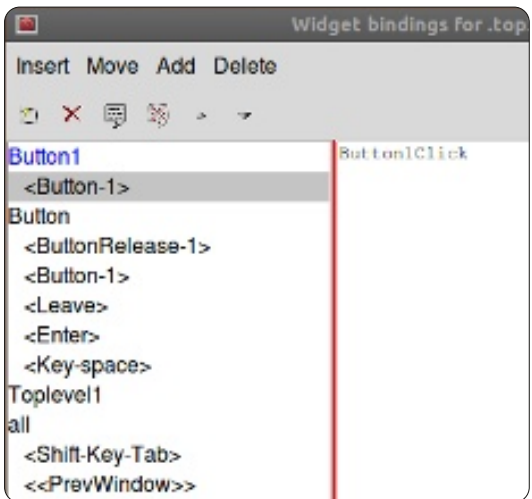 Widget bindings for .top
Insert Move Add Delete
Button1
<Button-1>
Button
<ButtonRelease-1>
<Button-1>
<Leave>
<Enter>
<Key-space>
Toplevel1
all
<Shift-Key-Tab>
<<PrevWindow>>
Button1Click